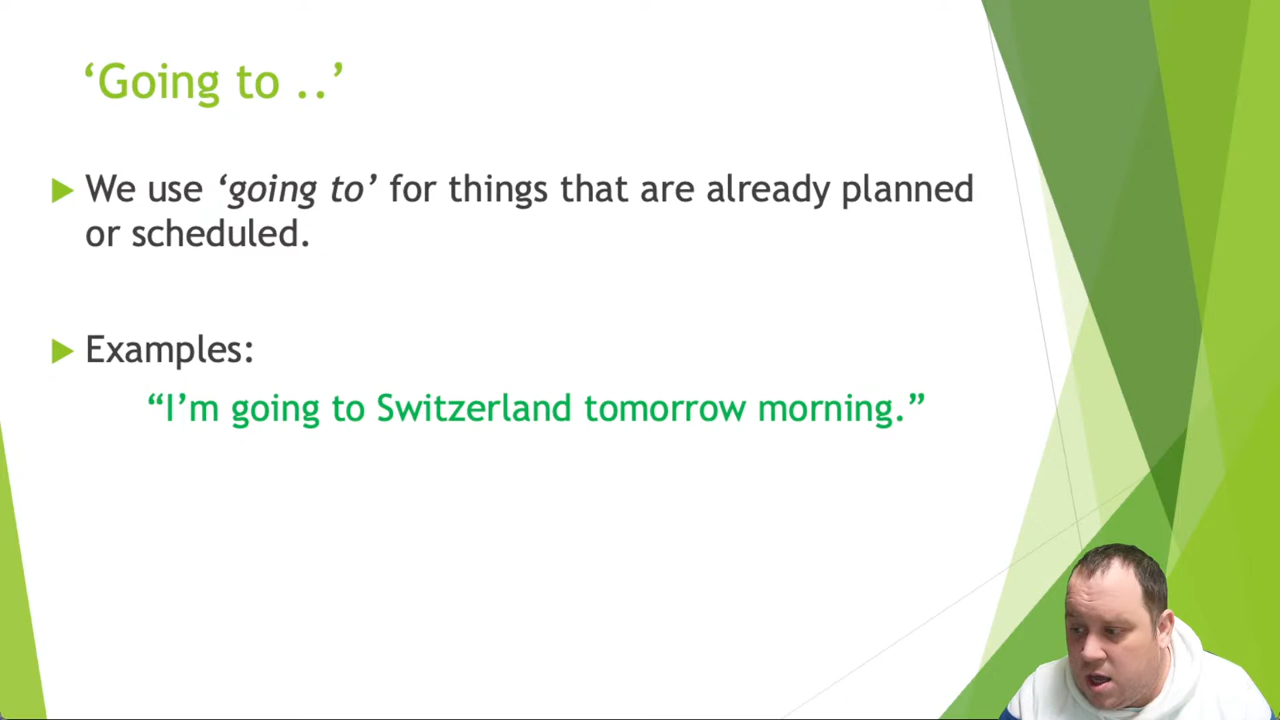 ‘Going to ..’
We use ‘going to’ for things that are already planned
or scheduled.
Examples:
“I’m going to Switzerland tomorrow morning.”